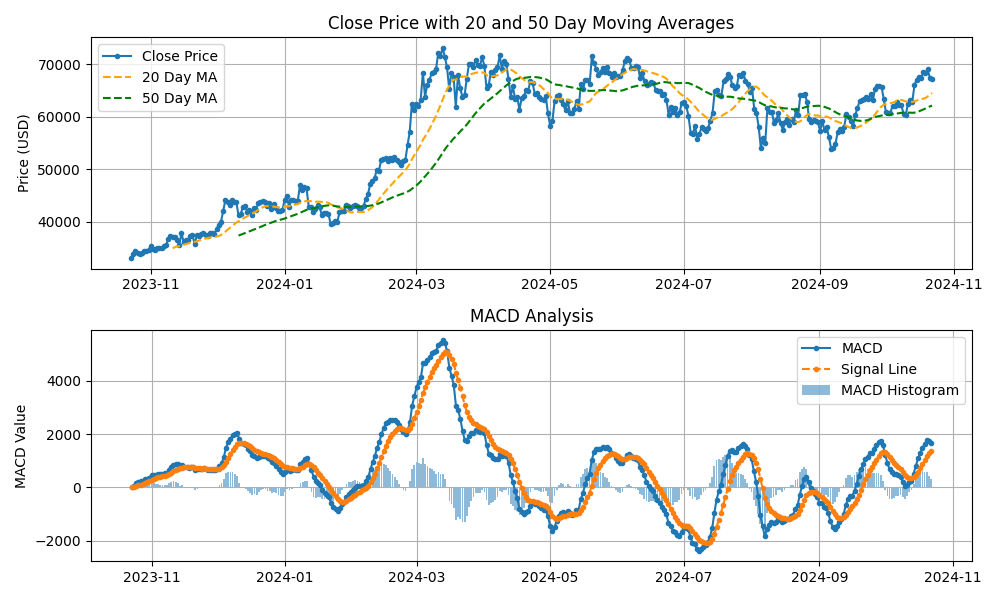 Close Price with 20 and 50 Day Moving Averages
Close Price
20 Day MA
50 Day MA
Price (USD)
70000
60000
50000
40000
2023-11
2024-01
2024-03
2024-05
2024-07
2024-09
2024-11
MACD Analysis
MACD
Signal Line
MACD Histogram
MACD Value
4000
2000
0
−2000
2023-11
2024-01
2024-03
2024-05
2024-07
2024-09
2024-11